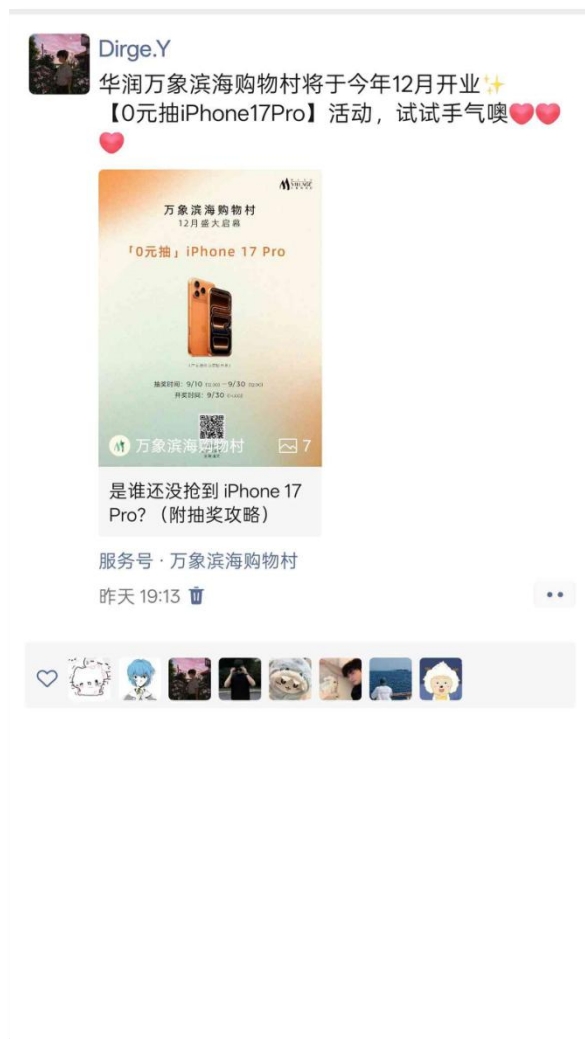 Dirge.Y
华润万象滨海购物村将于今年12月开业✨
【0元抽iPhone17Pro】活动，试试手气噢❤️❤️
❤️
万象滨海购物村
12月盛大启幕
「0元抽」iPhone 17 Pro
抽奖时间：9/10
–9/30
开奖时间：9/30
万象滨海购物村
7
是谁还没抢到 iPhone 17
Pro？（附抽奖攻略）
服务号 · 万象滨海购物村
昨天 19:13